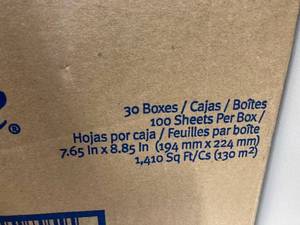 30 Boxes / Cajas / Boîtes
100 Sheets Per Box /
Hojas por caja / Feuilles par boîte
7.65 In x 8.85 In (194 mm x 224 mm)
1,410 Sq Ft/Cs (130 m²)
®